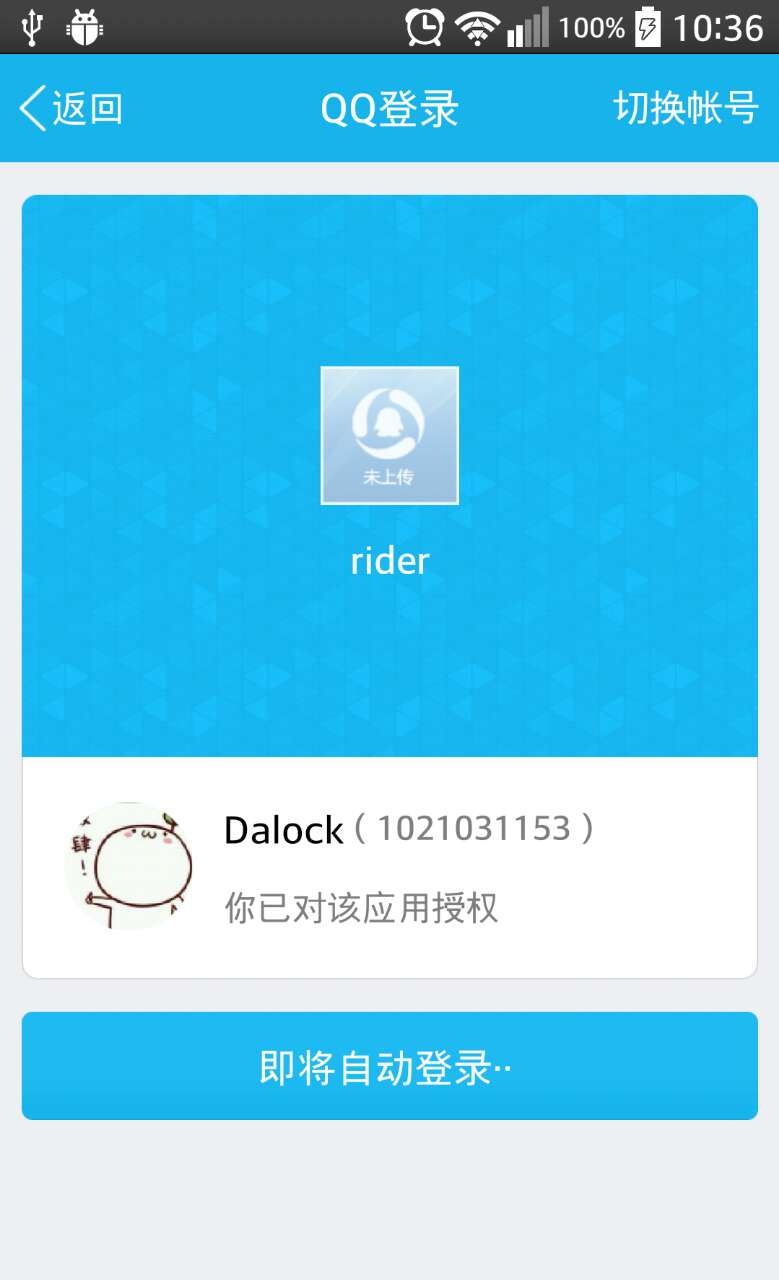 100% 10:36
返回 QQ登录 切换帐号
未上传
rider
Dalock（1021031153）
肆!
你已对该应用授权
即将自动登录··